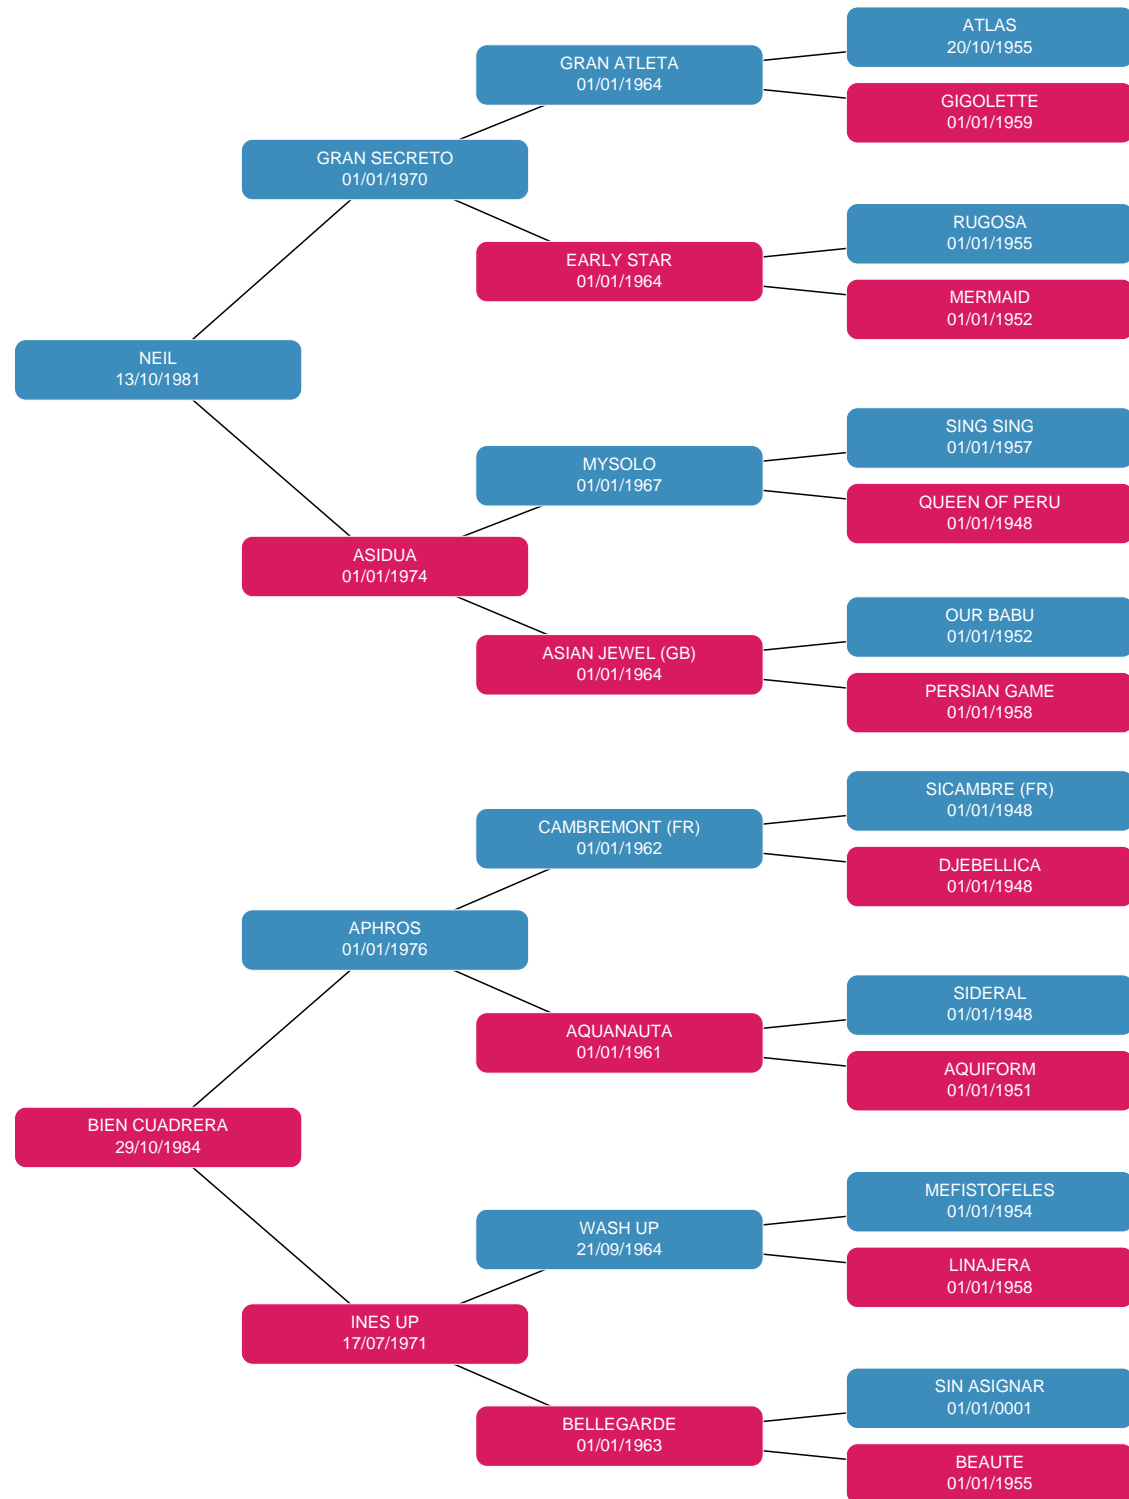 ATLAS
20/10/1955
GRAN ATLETA
01/01/1964
GIGOLETTE
01/01/1959
GRAN SECRETO
01/01/1970
RUGOSA
01/01/1955
EARLY STAR
01/01/1964
MERMAID
01/01/1952
NEIL
13/10/1981
SING SING
01/01/1957
MYSOLO
01/01/1967
QUEEN OF PERU
01/01/1948
ASIDUA
01/01/1974
OUR BABU
01/01/1952
ASIAN JEWEL (GB)
01/01/1964
PERSIAN GAME
01/01/1958
SICAMBRE (FR)
01/01/1948
CAMBREMONT (FR)
01/01/1962
DJEBELLICA
01/01/1948
APHROS
01/01/1976
SIDERAL
01/01/1948
AQUANAUTA
01/01/1961
AQUIFORM
01/01/1951
BIEN CUADRERA
29/10/1984
MEFISTOFELES
01/01/1954
WASH UP
21/09/1964
LINAJERA
01/01/1958
INES UP
17/07/1971
SIN ASIGNAR
01/01/0001
BELLEGARDE
01/01/1963
BEAUTE
01/01/1955